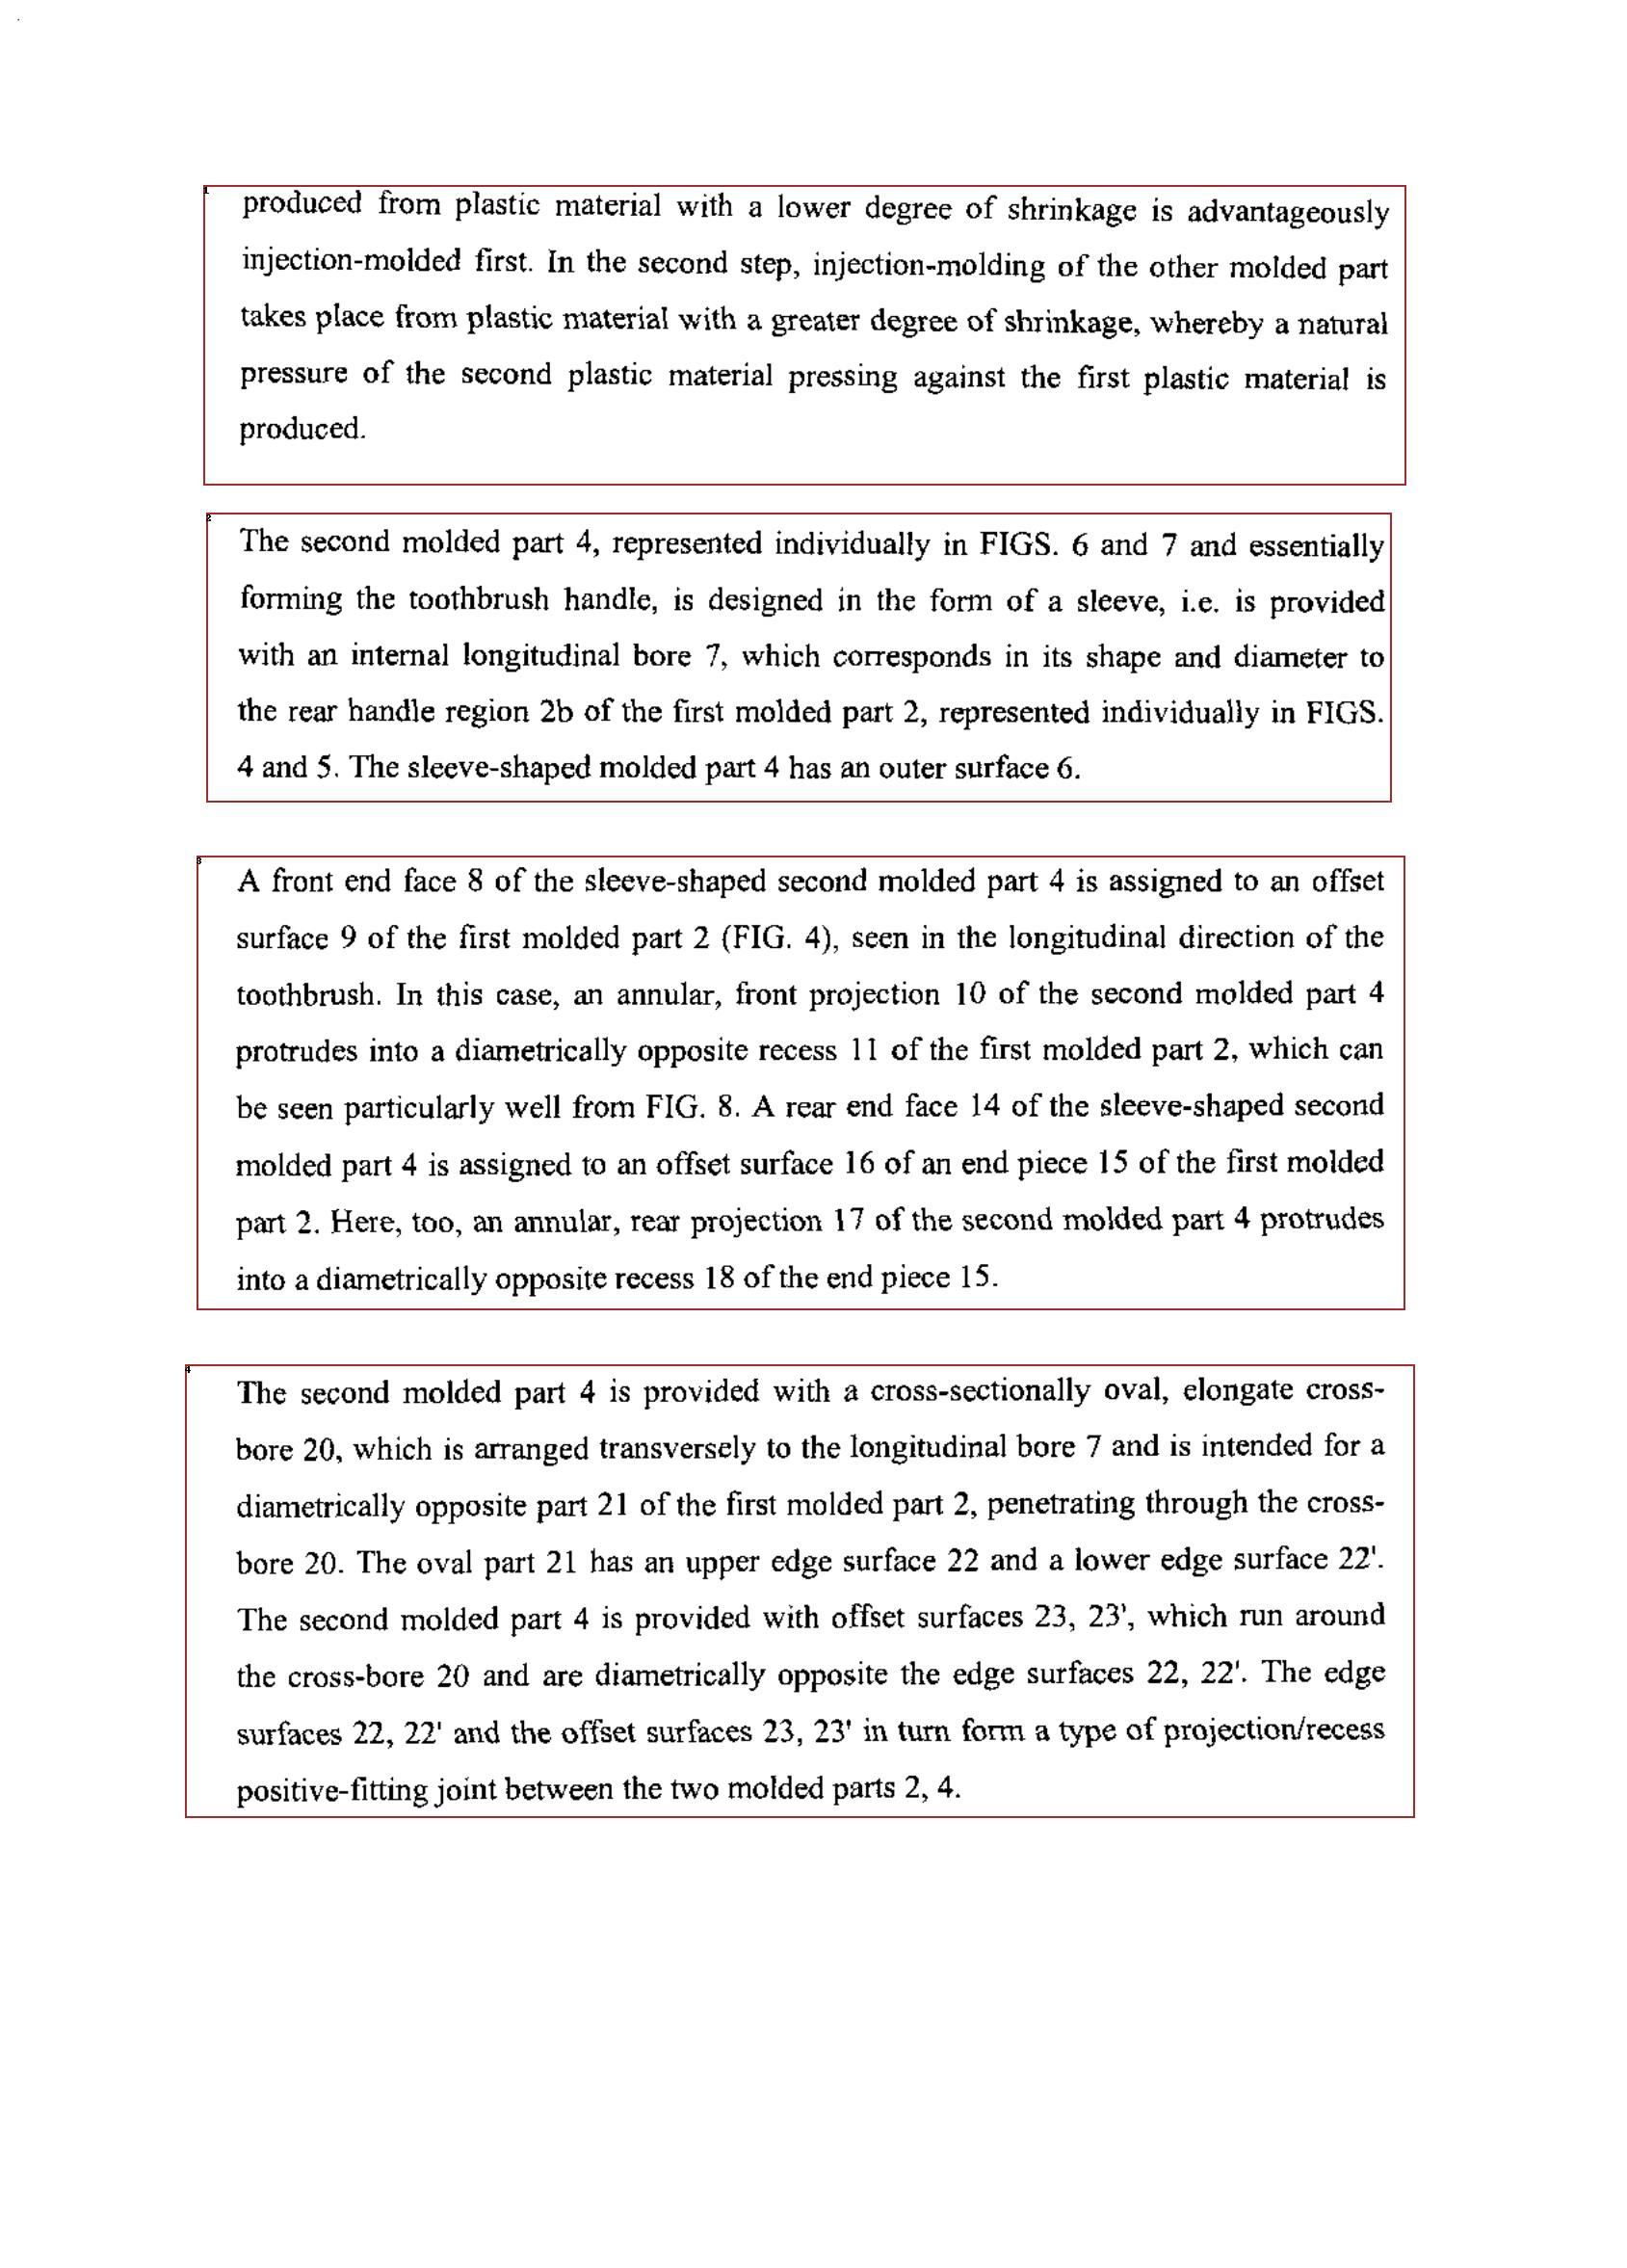 produced from plastic material with a lower degree of shrinkage is advantageously
injection-molded first. In the second step, injection-molding of the other molded part
takes place from plastic material with a greater degree of shrinkage, whereby a natural
pressure of the second plastic material pressing against the first plastic material is
produced.
The second molded part 4, represented individually in FIGS. 6 and 7 and essentially
forming the toothbrush handle, is designed in the form of a sleeve, i.e. is provided
with an internal longitudinal bore 7, which corresponds in its shape and diameter to
the rear handle region 2b of the first molded part 2, represented individually in FIGS.
4 and 5. The sleeve-shaped molded part 4 has an outer surface 6.
A front end face 8 of the sleeve-shaped second molded part 4 is assigned to an offset
surface 9 of the first molded part 2 (FIG. 4), seen in the longitudinal direction of the
toothbrush. In this case, an annular, front projection 10 of the second molded part 4
protrudes into a diametrically opposite recess 11 of the first molded part 2, which can
be seen particularly well from FIG. 8. A rear end face 14 of the sleeve-shaped second
molded part 4 is assigned to an offset surface 16 of an end piece 15 of the first molded
part 2. Here, too, an annular, rear projection 17 of the second molded part 4 protrudes
into a diametrically opposite recess 18 of the end piece 15.
The second molded part 4 is provided with a cross-sectionally oval, elongate cross-
bore 20, which is arranged transversely to the longitudinal bore 7 and is intended for a
diametrically opposite part 21 of the first molded part 2, penetrating through the cross-
bore 20. The oval part 21 has an upper edge surface 22 and a lower edge surface 22'.
The second molded part 4 is provided with offset surfaces 23, 23', which run around
the cross-bore 20 and are diametrically opposite the edge surfaces 22, 22'. The edge
surfaces 22, 22' and the offset surfaces 23, 23' in turn form a type of projection/recess
positive-fitting joint between the two molded parts 2, 4.